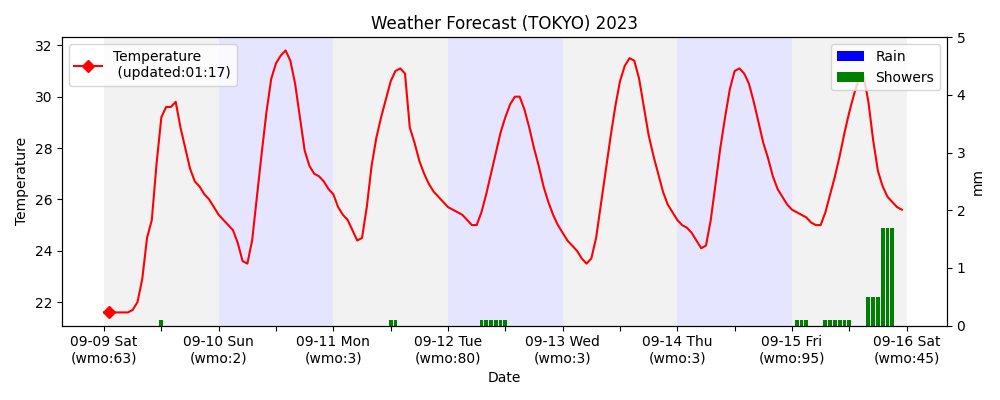 Weather Forecast (TOKYO) 2023
Temperature
(updated:01:17)
Rain
Showers
32
30
28
26
24
22
Temperature
5
4
3
2
1
0
mm
09-09 Sat
(wmo:63)
09-10 Sun
(wmo:2)
09-11 Mon
(wmo:3)
09-12 Tue
(wmo:80)
09-13 Wed
(wmo:3)
09-14 Thu
(wmo:3)
09-15 Fri
(wmo:95)
09-16 Sat
(wmo:45)
Date